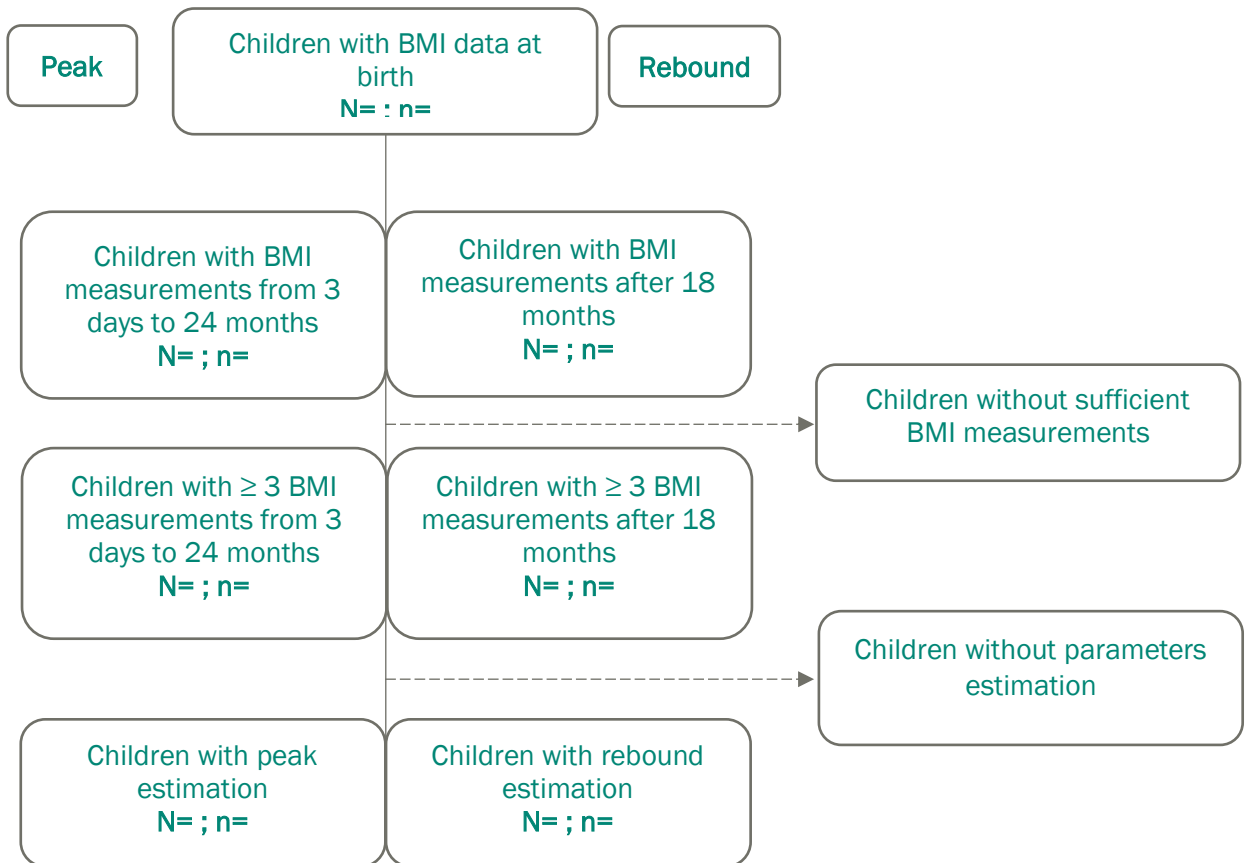 Peak
Children with BMI data at
birth
N= ; n=
Rebound
Children with BMI
measurements from 3
days to 24 months
N= ; n=
Children with BMI
measurements after 18
months
N= ; n=
Children without sufficient
BMI measurements
Children with ≥ 3 BMI
measurements from 3
days to 24 months
N= ; n=
Children with ≥ 3 BMI
measurements after 18
months
N= ; n=
Children without parameters
estimation
Children with peak
estimation
N= ; n=
Children with rebound
estimation
N= ; n=